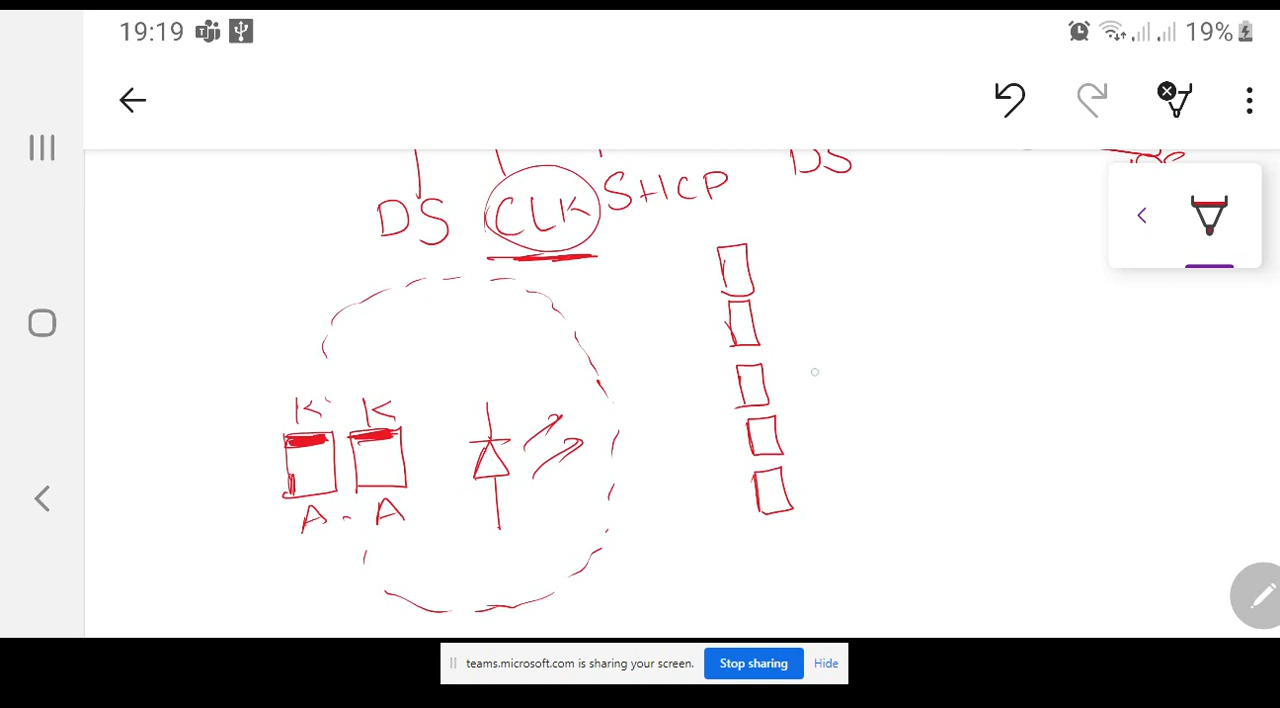 19:19
19%
DS
DS CLK SHCP
K K
A - A
teams.microsoft.com is sharing your screen. Stop sharing Hide